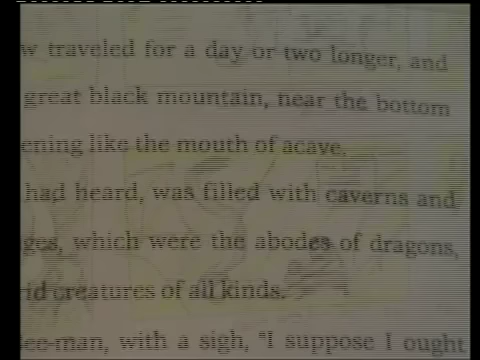 w traveled for a day or two longer, and
great black mountain, near the bottom
ening like the mouth of acave.
had heard, was filled with caverns and
ges, which were the abodes of dragons,
rid creatures of all kinds.
ee-man, with a sigh, "I suppose I ought